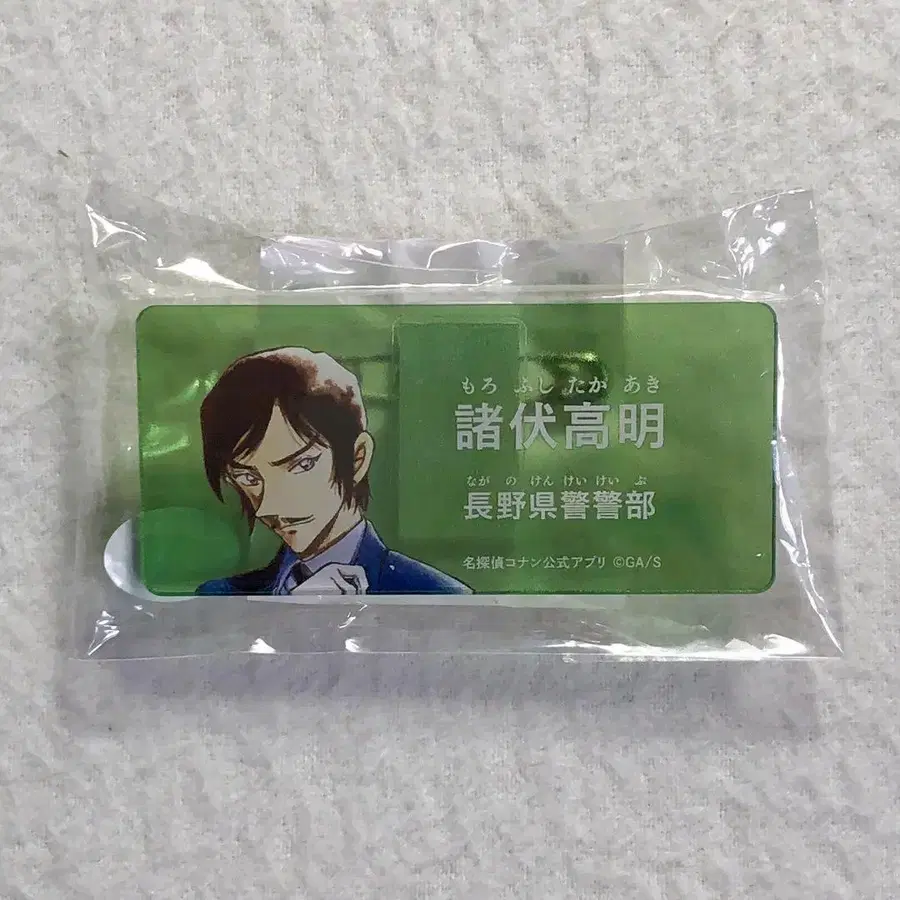 もろ ふし たか あき
諸伏高明
なが の けん けい けい ぶ
長野県警警部
名探偵コナン公式アプリ ©GA/S